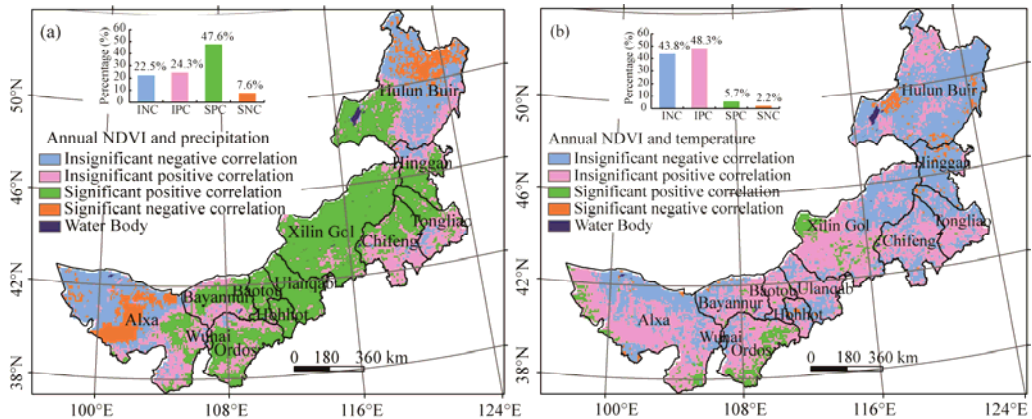 (a)
Percentage (%)
60
50
40
30
20
10
0
22.5%
24.3%
47.6%
7.6%
INC IPC SPC SNC
Annual NDVI and precipitation
Insignificant negative correlation
Insignificant positive correlation
Significant positive correlation
Significant negative correlation
Water Body
Hulun Buir
Hinggan
Xilin Gol
Tongliao
Chifeng
Ulanqab
Baotou
Bayannur
Hohhot
Alxa
Wuhai
Ordos
0 180 360 km
50°N
46°N
42°N
38°N
100°E 108°E 116°E 124°E
(b)
Percentage (%)
60
50
40
30
20
10
0
43.8%
48.3%
5.7%
2.2%
INC IPC SPC SNC
Annual NDVI and temperature
Insignificant negative correlation
Insignificant positive correlation
Significant positive correlation
Significant negative correlation
Water Body
Hulun Buir
Hinggan
Xilin Gol
Tongliao
Chifeng
Ulanqab
Baotou
Bayannur
Hohhot
Alxa
Wuhai
Ordos
0 180 360 km
50°N
46°N
42°N
38°N
100°E 108°E 116°E 124°E